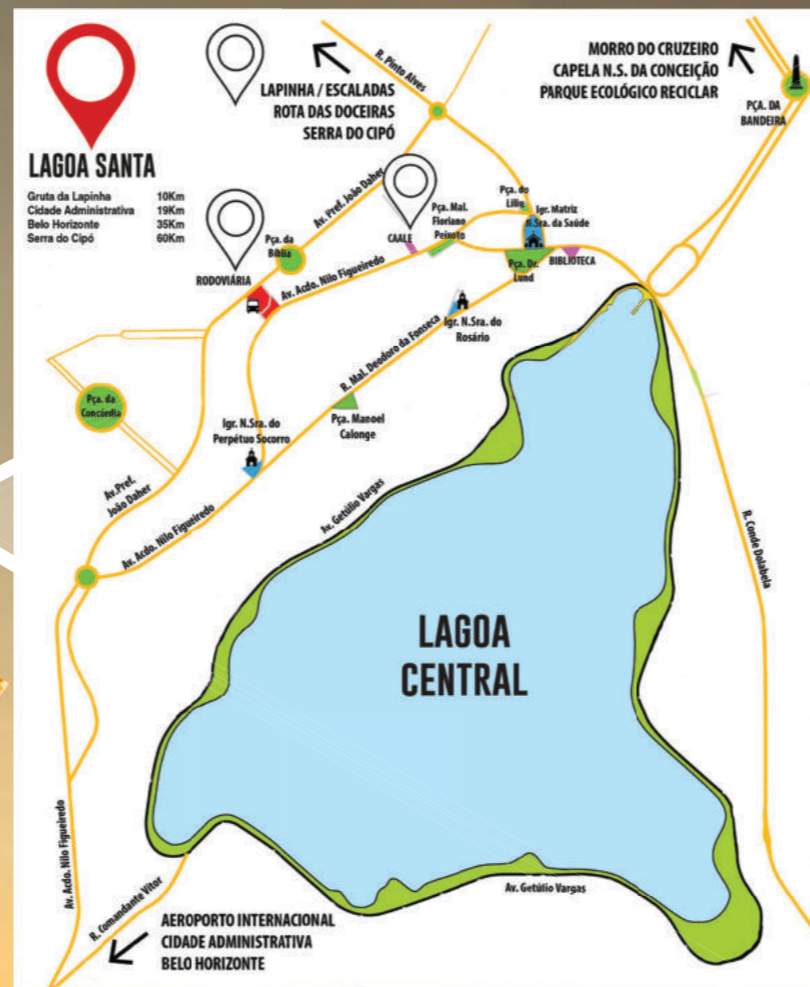 LAGOA SANTA
Gruta da Lapinha 10Km
Cidade Administrativa 19Km
Belo Horizonte 35Km
Serra do Cipó 60Km
LAPINHA / ESCALADAS
ROTA DAS DOCEIRAS
SERRA DO CIPÓ
R. Pinto Alves
MORRO DO CRUZEIRO
CAPELA N.S. DA CONCEIÇÃO
PARQUE ECOLÓGICO RECICLAR
PÇA. DA
BANDEIRA
Av. Pref. João Daher
RODOVIÁRIA
Pça. da
Bíblia
CAALE
Pça. Mal.
Floriano
Peixoto
Pça. do
Lilio
Igr. Matriz
N.Sra. da Saúde
Pça. Dr.
Lund
BIBLIOTECA
Av. Acdo. Nilo Figueiredo
R. Mal. Deodoro da Fonseca
Igr. N.Sra. do
Rosário
Pça. da
Concórdia
Igr. N.Sra. do
Perpétuo Socorro
Pça. Manoel
Calonge
Av.Pref.
João Daher
Av. Acdo. Nilo Figueiredo
Av. Getúlio Vargas
R. Conde Dolabela
LAGOA
CENTRAL
Av. Acdo. Nilo Figueiredo
R. Comandante Vitor
Av. Getúlio Vargas
AEROPORTO INTERNACIONAL
CIDADE ADMINISTRATIVA
BELO HORIZONTE